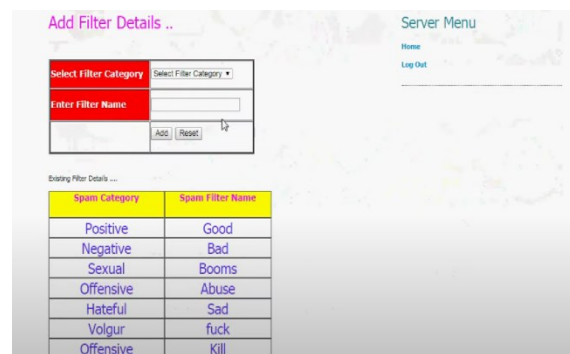 Add Filter Details ..
Select Filter Category Select Filter Category
Enter Filter Name
Add Reset
Existing Filter Details ....
Spam Category Spam Filter Name
Positive Good
Negative Bad
Sexual Booms
Offensive Abuse
Hateful Sad
Volgur fuck
Offensive Kill
Server Menu
Home
Log Out